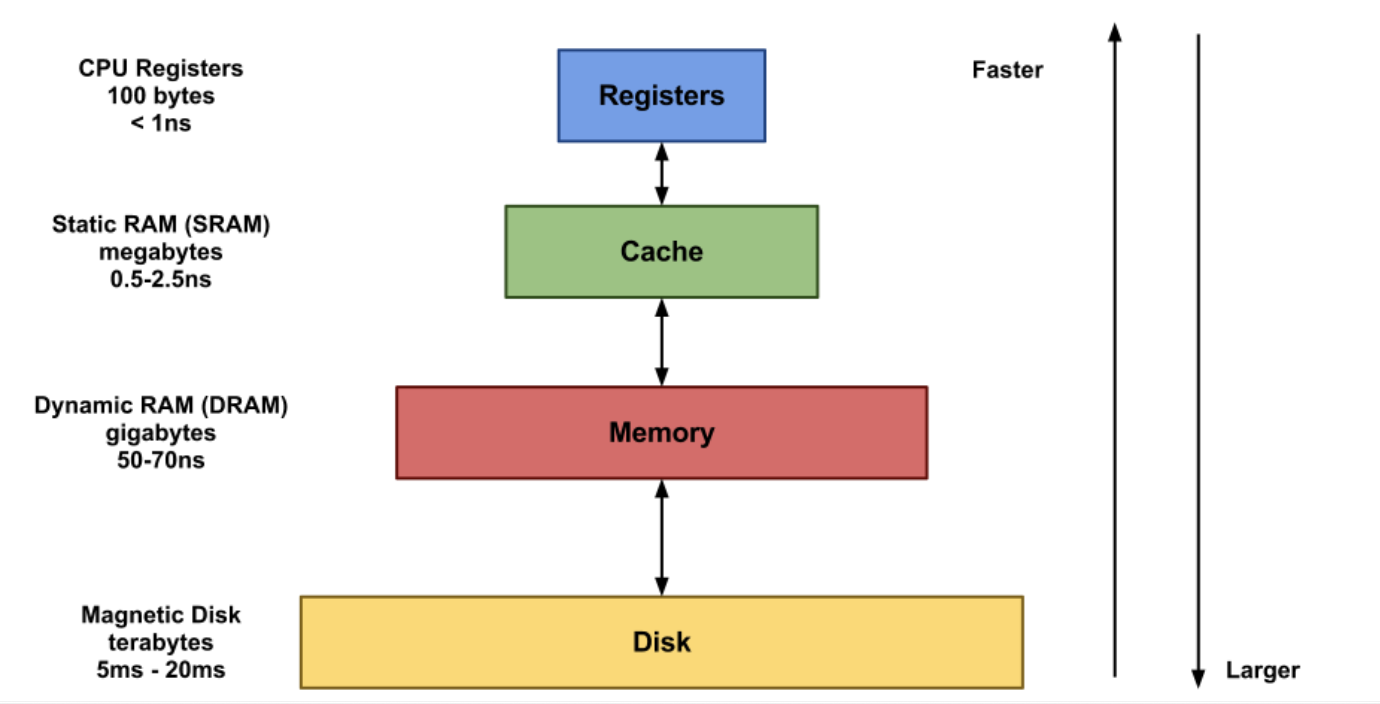 CPU Registers
100 bytes
< 1ns
Registers
Faster
Static RAM (SRAM)
megabytes
0.5-2.5ns
Cache
Dynamic RAM (DRAM)
gigabytes
50-70ns
Memory
Magnetic Disk
terabytes
5ms - 20ms
Disk
Larger